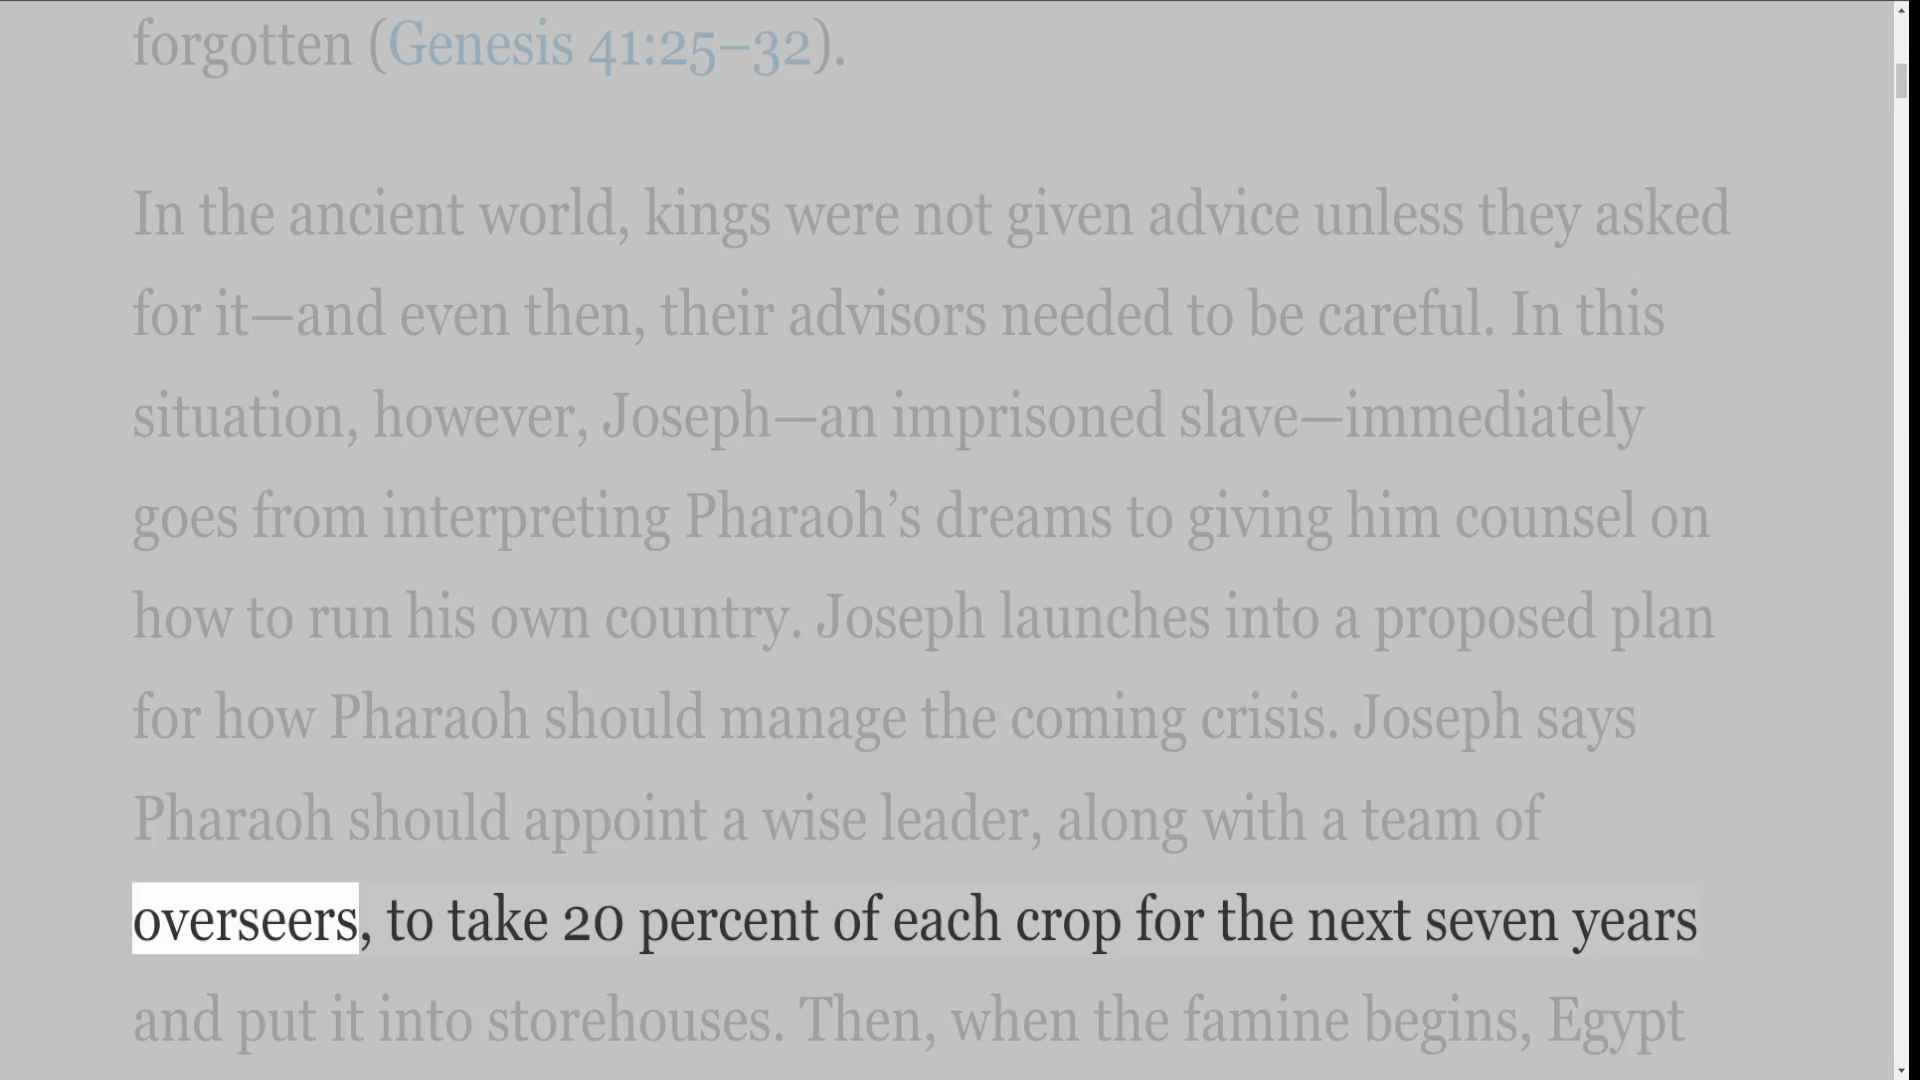 forgotten (Genesis 41:25–32).
In the ancient world, kings were not given advice unless they asked
for it—and even then, their advisors needed to be careful. In this
situation, however, Joseph—an imprisoned slave—immediately
goes from interpreting Pharaoh’s dreams to giving him counsel on
how to run his own country. Joseph launches into a proposed plan
for how Pharaoh should manage the coming crisis. Joseph says
Pharaoh should appoint a wise leader, along with a team of
overseers, to take 20 percent of each crop for the next seven years
and put it into storehouses. Then, when the famine begins, Egypt